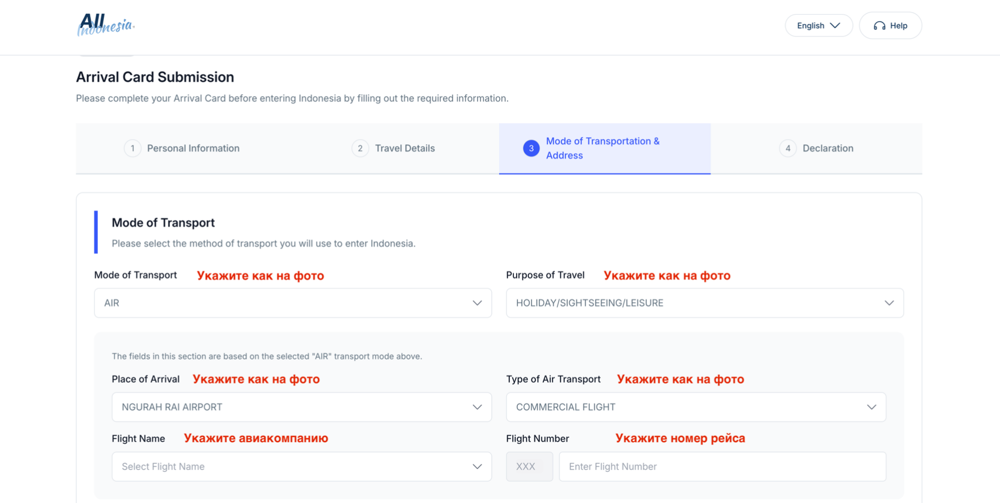 All
Indonesia.
English
Help
Arrival Card Submission
Please complete your Arrival Card before entering Indonesia by filling out the required information.
1 Personal Information
2 Travel Details
3 Mode of Transportation &
Address
4 Declaration
Mode of Transport
Please select the method of transport you will use to enter Indonesia.
Mode of Transport Укажите как на фото
AIR
Purpose of Travel Укажите как на фото
HOLIDAY/SIGHTSEEING/LEISURE
The fields in this section are based on the selected "AIR" transport mode above.
Place of Arrival Укажите как на фото
NGURAH RAI AIRPORT
Type of Air Transport Укажите как на фото
COMMERCIAL FLIGHT
Flight Name Укажите авиакомпанию
Select Flight Name
Flight Number Укажите номер рейса
XXX Enter Flight Number